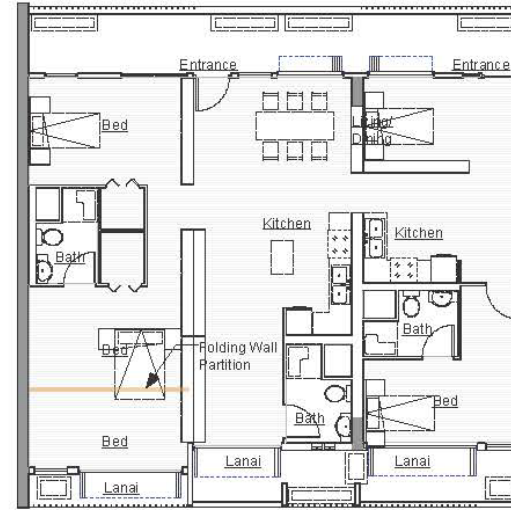 Entrance
Entrance
Bed
Living/
Dining
Kitchen
Kitchen
Bath
Bath
Bed
Folding Wall
Partition
Bed
Bath
Bed
Lanai
Lanai
Lanai